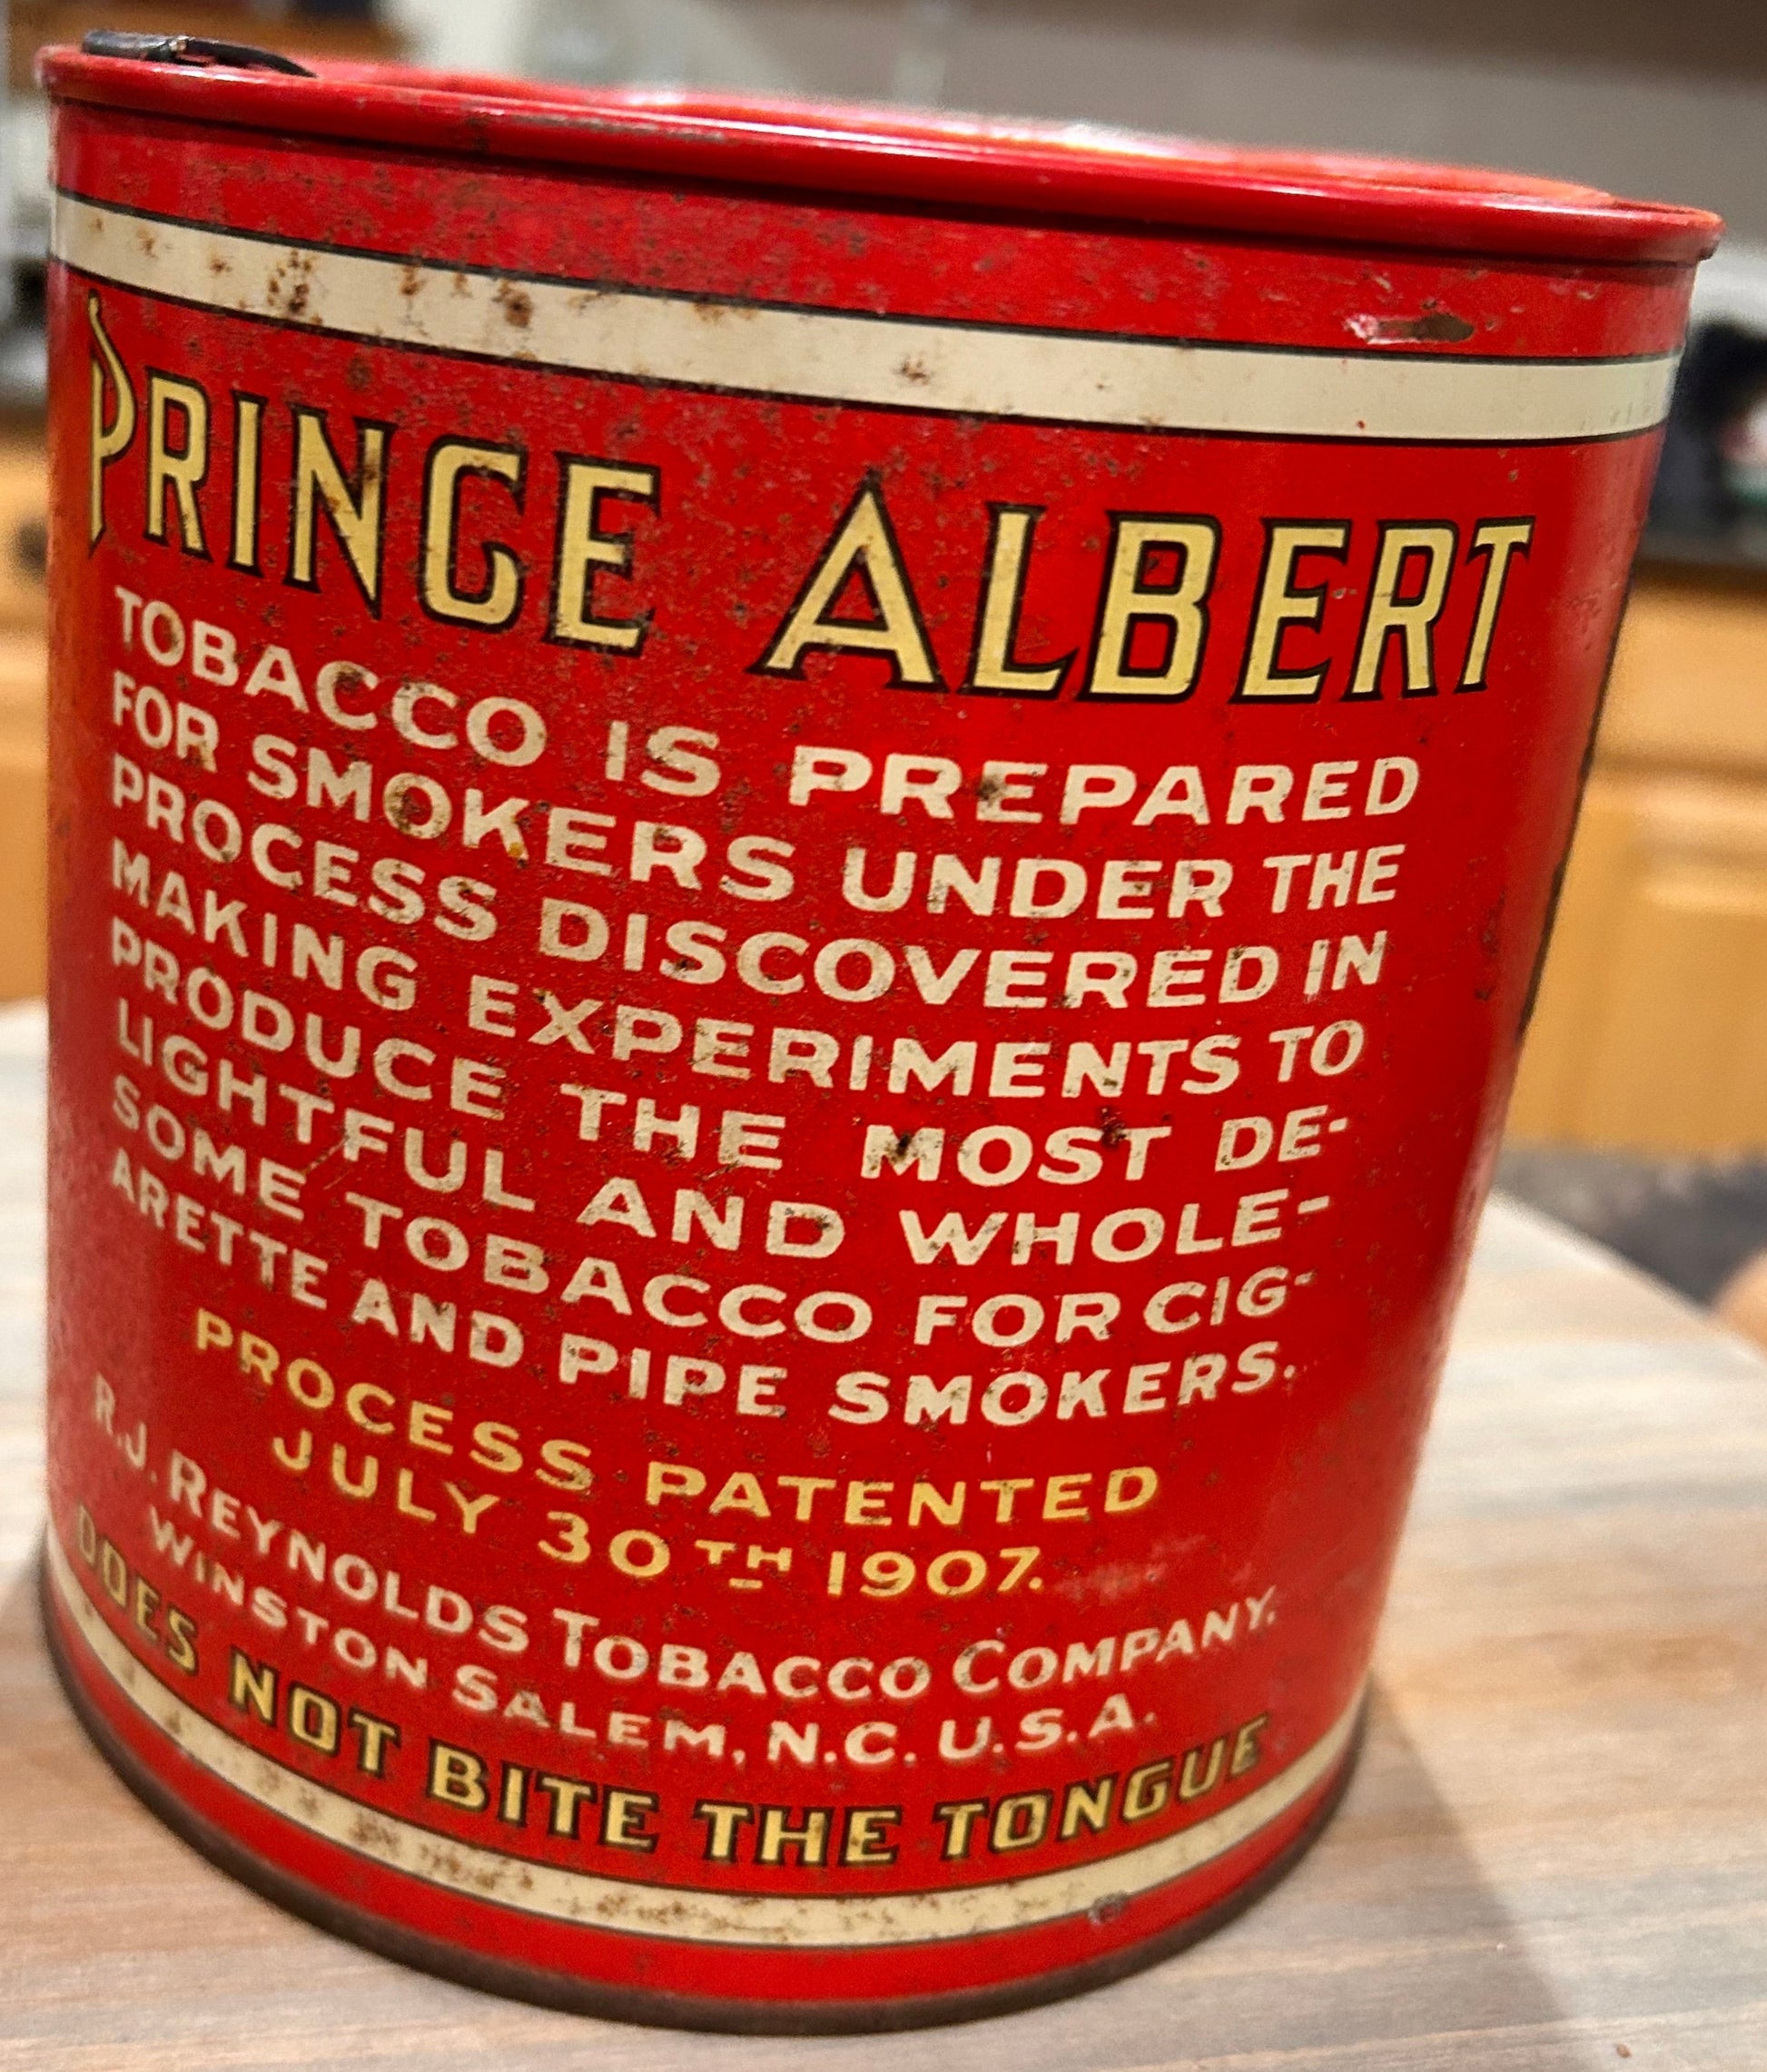 PRINCE ALBERT
TOBACCO IS PREPARED
FOR SMOKERS UNDER THE
PROCESS DISCOVERED IN
MAKING EXPERIMENTS TO
PRODUCE THE MOST DE-
LIGHTFUL AND WHOLE-
SOME TOBACCO FOR CIG-
ARETTE AND PIPE SMOKERS.
PROCESS PATENTED
JULY 30TH 1907.
R.J. REYNOLDS TOBACCO COMPANY.
WINSTON SALEM, N.C. U.S.A.
DOES NOT BITE THE TONGUE